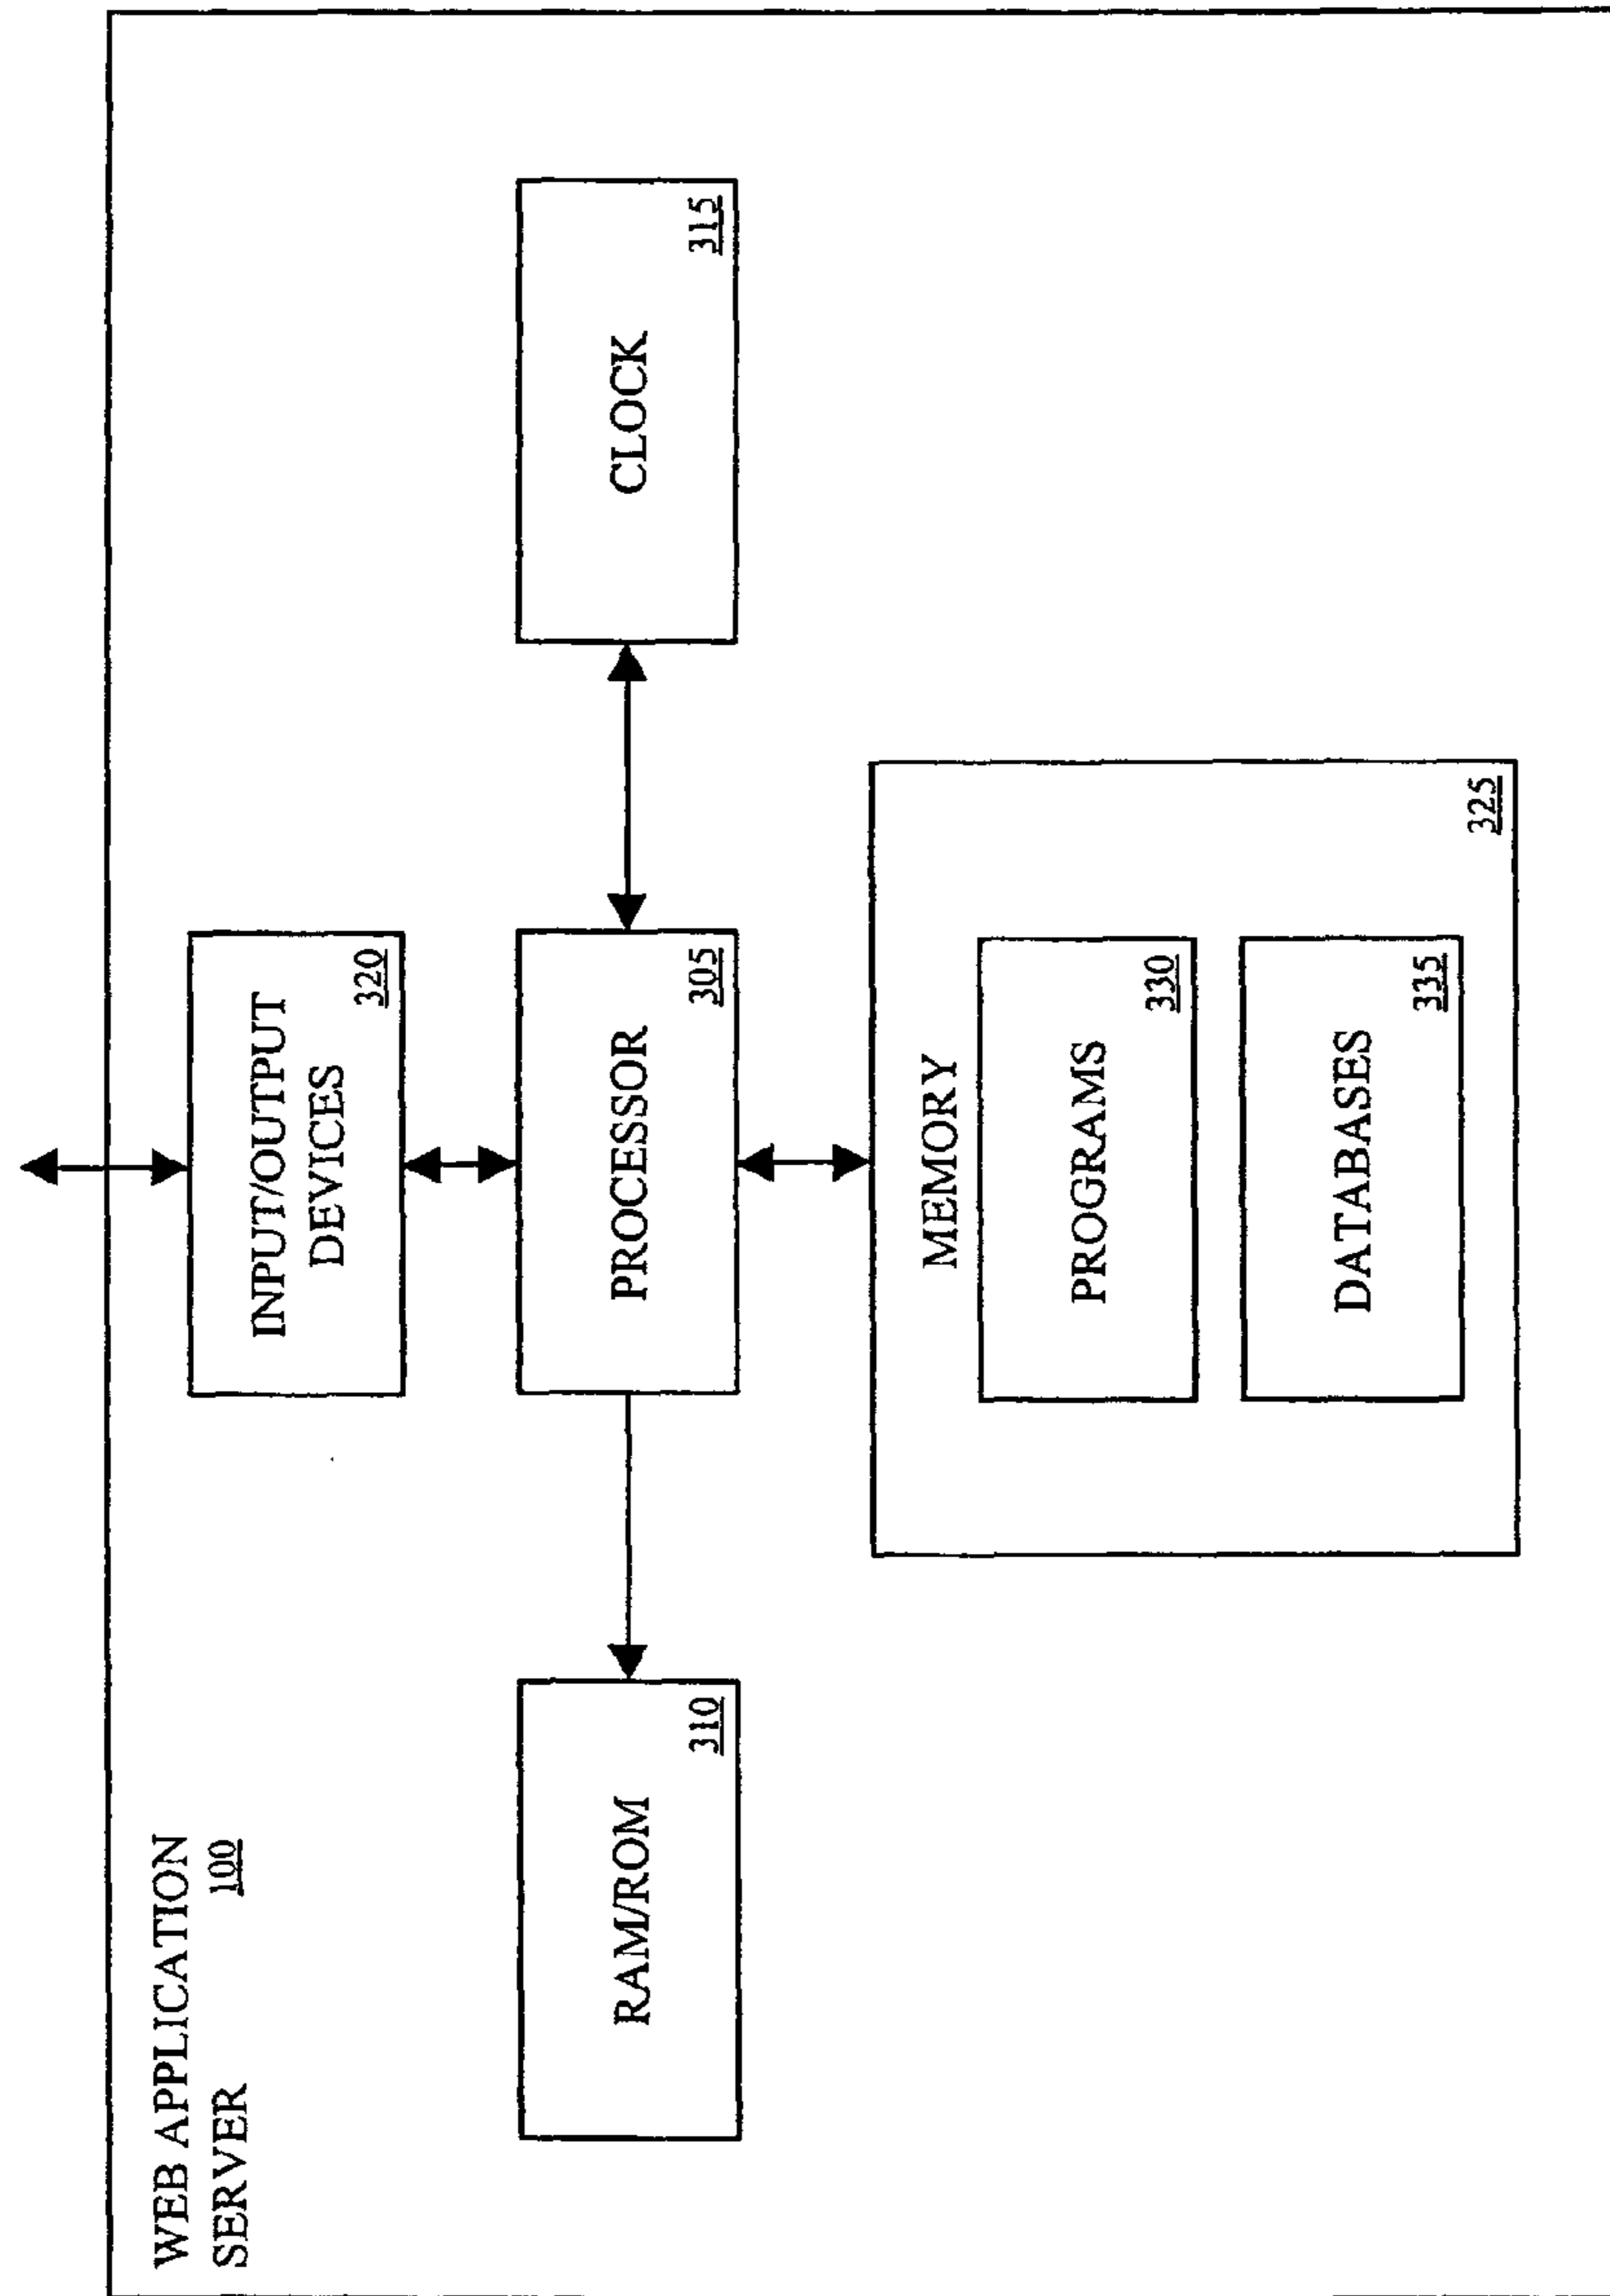 WEB APPLICATION
SERVER 100
INPUT/OUTPUT
DEVICES
320
RAM/ROM
310
PROCESSOR
305
CLOCK
315
MEMORY
PROGRAMS
330
DATABASES
335
325